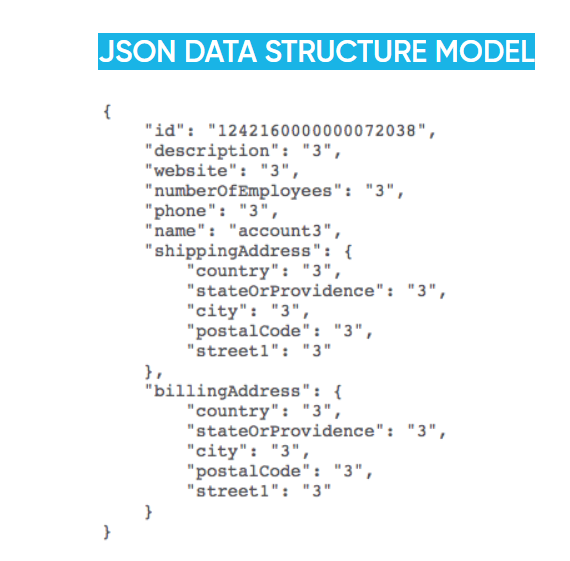 JSON DATA STRUCTURE MODEL
{
    "id": "1242160000000072038",
    "description": "3",
    "website": "3",
    "numberOfEmployees": "3",
    "phone": "3",
    "name": "account3",
    "shippingAddress": {
        "country": "3",
        "stateOrProvidence": "3",
        "city": "3",
        "postalCode": "3",
        "street1": "3"
    },
    "billingAddress": {
        "country": "3",
        "stateOrProvidence": "3",
        "city": "3",
        "postalCode": "3",
        "street1": "3"
    }
}